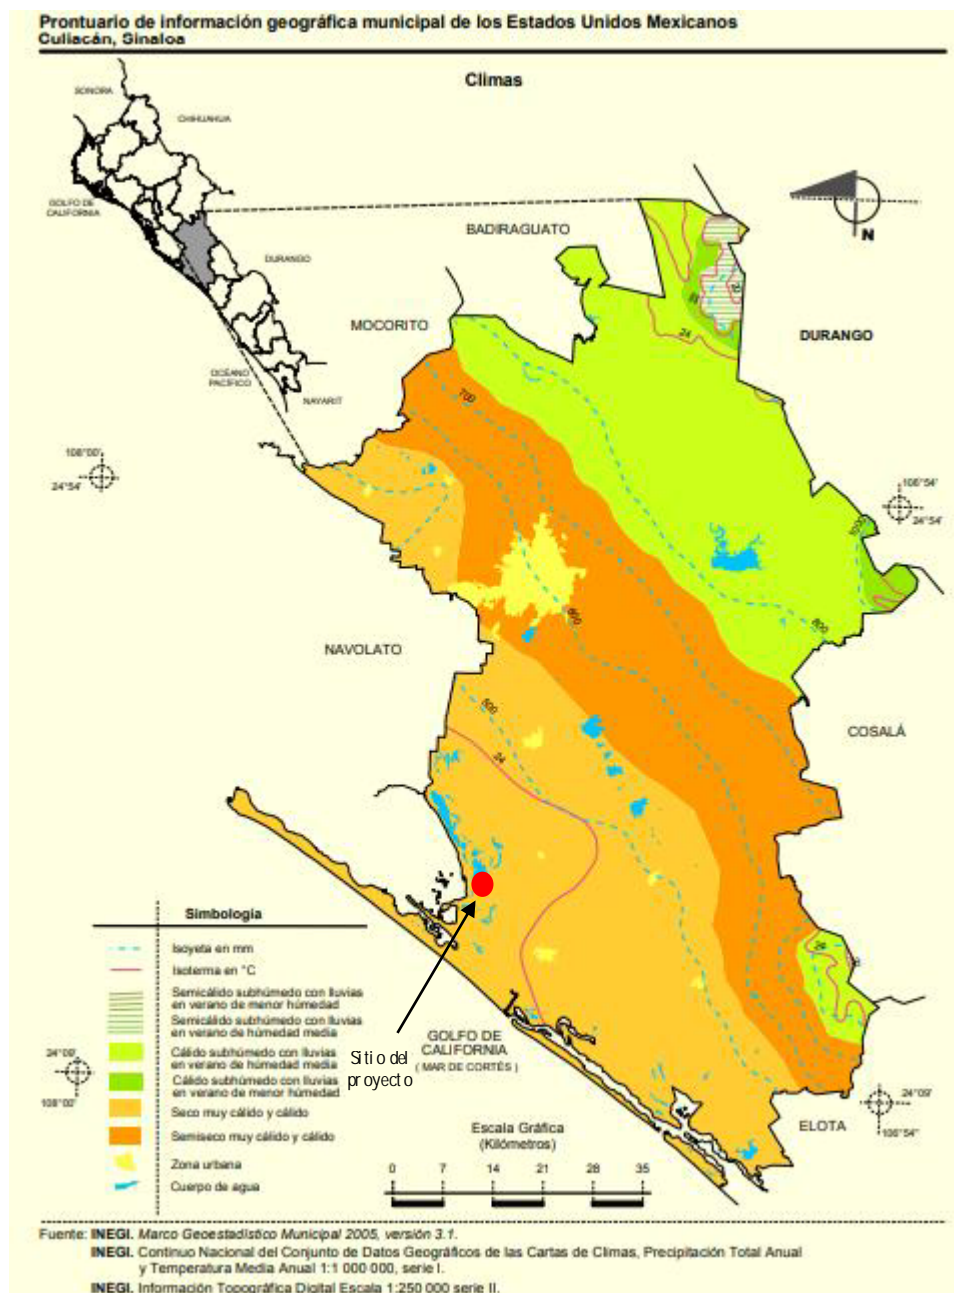 Prontuario de información geográfica municipal de los Estados Unidos Mexicanos
Culiacán, Sinaloa
Climas
SONORA
CHIHUAHUA
GOLFO DE
CALIFORNIA
DURANGO
OCÉANO
PACÍFICO
NAYARIT
BADIRAGUATO
N
MOCORITO
DURANGO
24
700
108°00'
24°54'
106°54'
24°54'
1000
600
800
NAVOLATO
COSALÁ
500
24
Simbología
Isoyeta en mm
Isoterma en °C
Semicálido subhúmedo con lluvias
en verano de menor húmedad
Semicálido subhúmedo con lluvias
en verano de húmedad media
Cálido subhúmedo con lluvias
en verano de húmedad media
Cálido subhúmedo con lluvias
en verano de menor húmedad
Seco muy cálido y cálido
Semiseco muy cálido y cálido
Zona urbana
Cuerpo de agua
24°09'
108°00'
Sitio del
proyecto
GOLFO DE
CALIFORNIA
( MAR DE CORTÉS )
ELOTA
24°09'
106°54'
Escala Gráfica
(Kilómetros)
0 7 14 21 28 35
Fuente: INEGI. Marco Geoestadístico Municipal 2005, versión 3.1.
INEGI. Continuo Nacional del Conjunto de Datos Geográficos de las Cartas de Climas, Precipitación Total Anual
y Temperatura Media Anual 1:1 000 000, serie I.
INEGI. Información Topográfica Digital Escala 1:250 000 serie II.